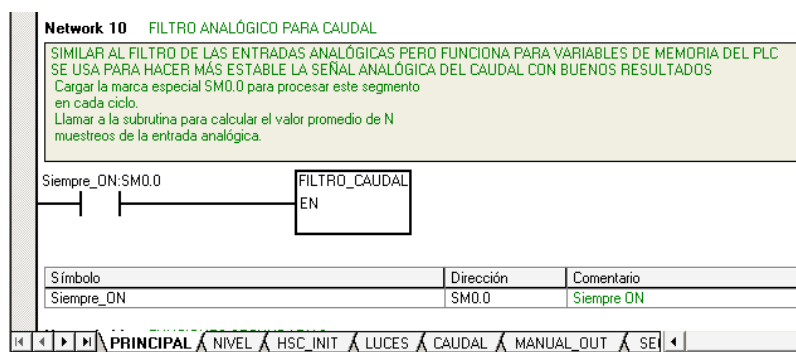 Network 10 FILTRO ANALÓGICO PARA CAUDAL
SIMILAR AL FILTRO DE LAS ENTRADAS ANALÓGICAS PERO FUNCIONA PARA VARIABLES DE MEMORIA DEL PLC
SE USA PARA HACER MÁS ESTABLE LA SEÑAL ANALÓGICA DEL CAUDAL CON BUENOS RESULTADOS
Cargar la marca especial SM0.0 para procesar este segmento
en cada ciclo.
Llamar a la subrutina para calcular el valor promedio de N
muestreos de la entrada analógica.
Siempre_ON:SM0.0 FILTRO_CAUDAL
EN
Símbolo Dirección Comentario
Siempre_ON SM0.0 Siempre ON
PRINCIPAL NIVEL HSC_INIT LUCES CAUDAL MANUAL_OUT